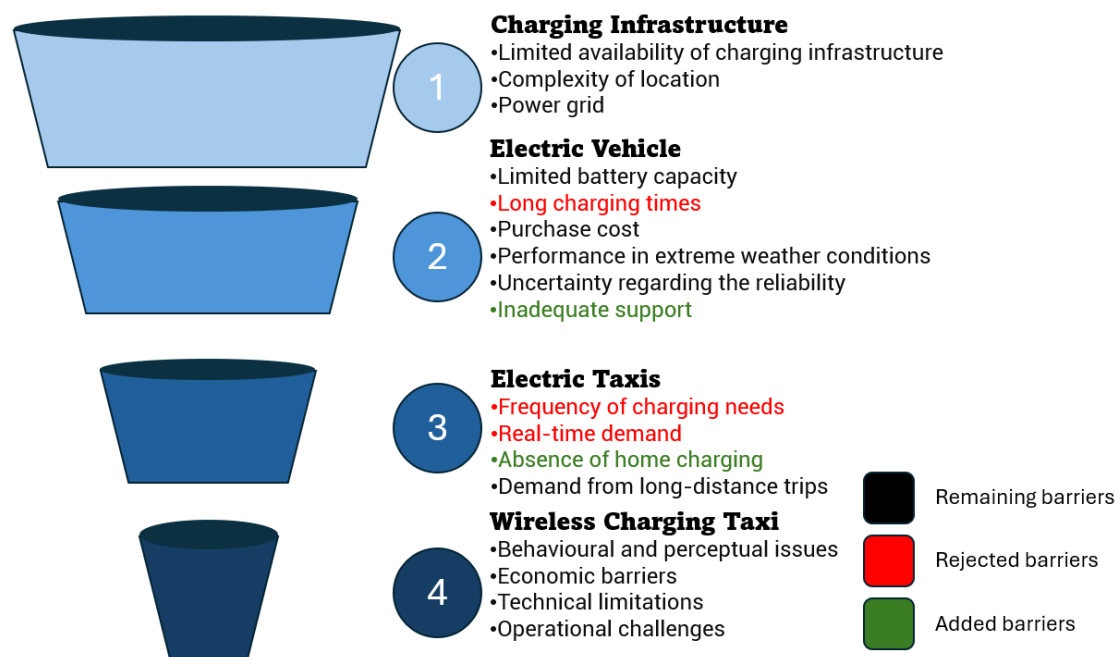 Charging Infrastructure
•Limited availability of charging infrastructure
•Complexity of location
•Power grid
1
Electric Vehicle
•Limited battery capacity
•Long charging times
•Purchase cost
•Performance in extreme weather conditions
•Uncertainty regarding the reliability
•Inadequate support
2
Electric Taxis
•Frequency of charging needs
•Real-time demand
•Absence of home charging
•Demand from long-distance trips
3
Wireless Charging Taxi
•Behavioural and perceptual issues
•Economic barriers
•Technical limitations
•Operational challenges
4
Remaining barriers
Rejected barriers
Added barriers